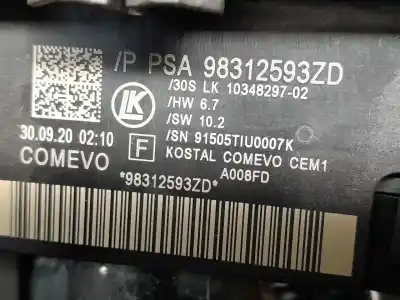 /P PSA 98312593ZD
/30S LK 10348297-02
LK
/HW 6.7
/SW 10.2
30.09.20 02:10
F
/SN 91505TIU0007K
COMEVO
KOSTAL COMEVO CEM1
A008FD
*98312593ZD*